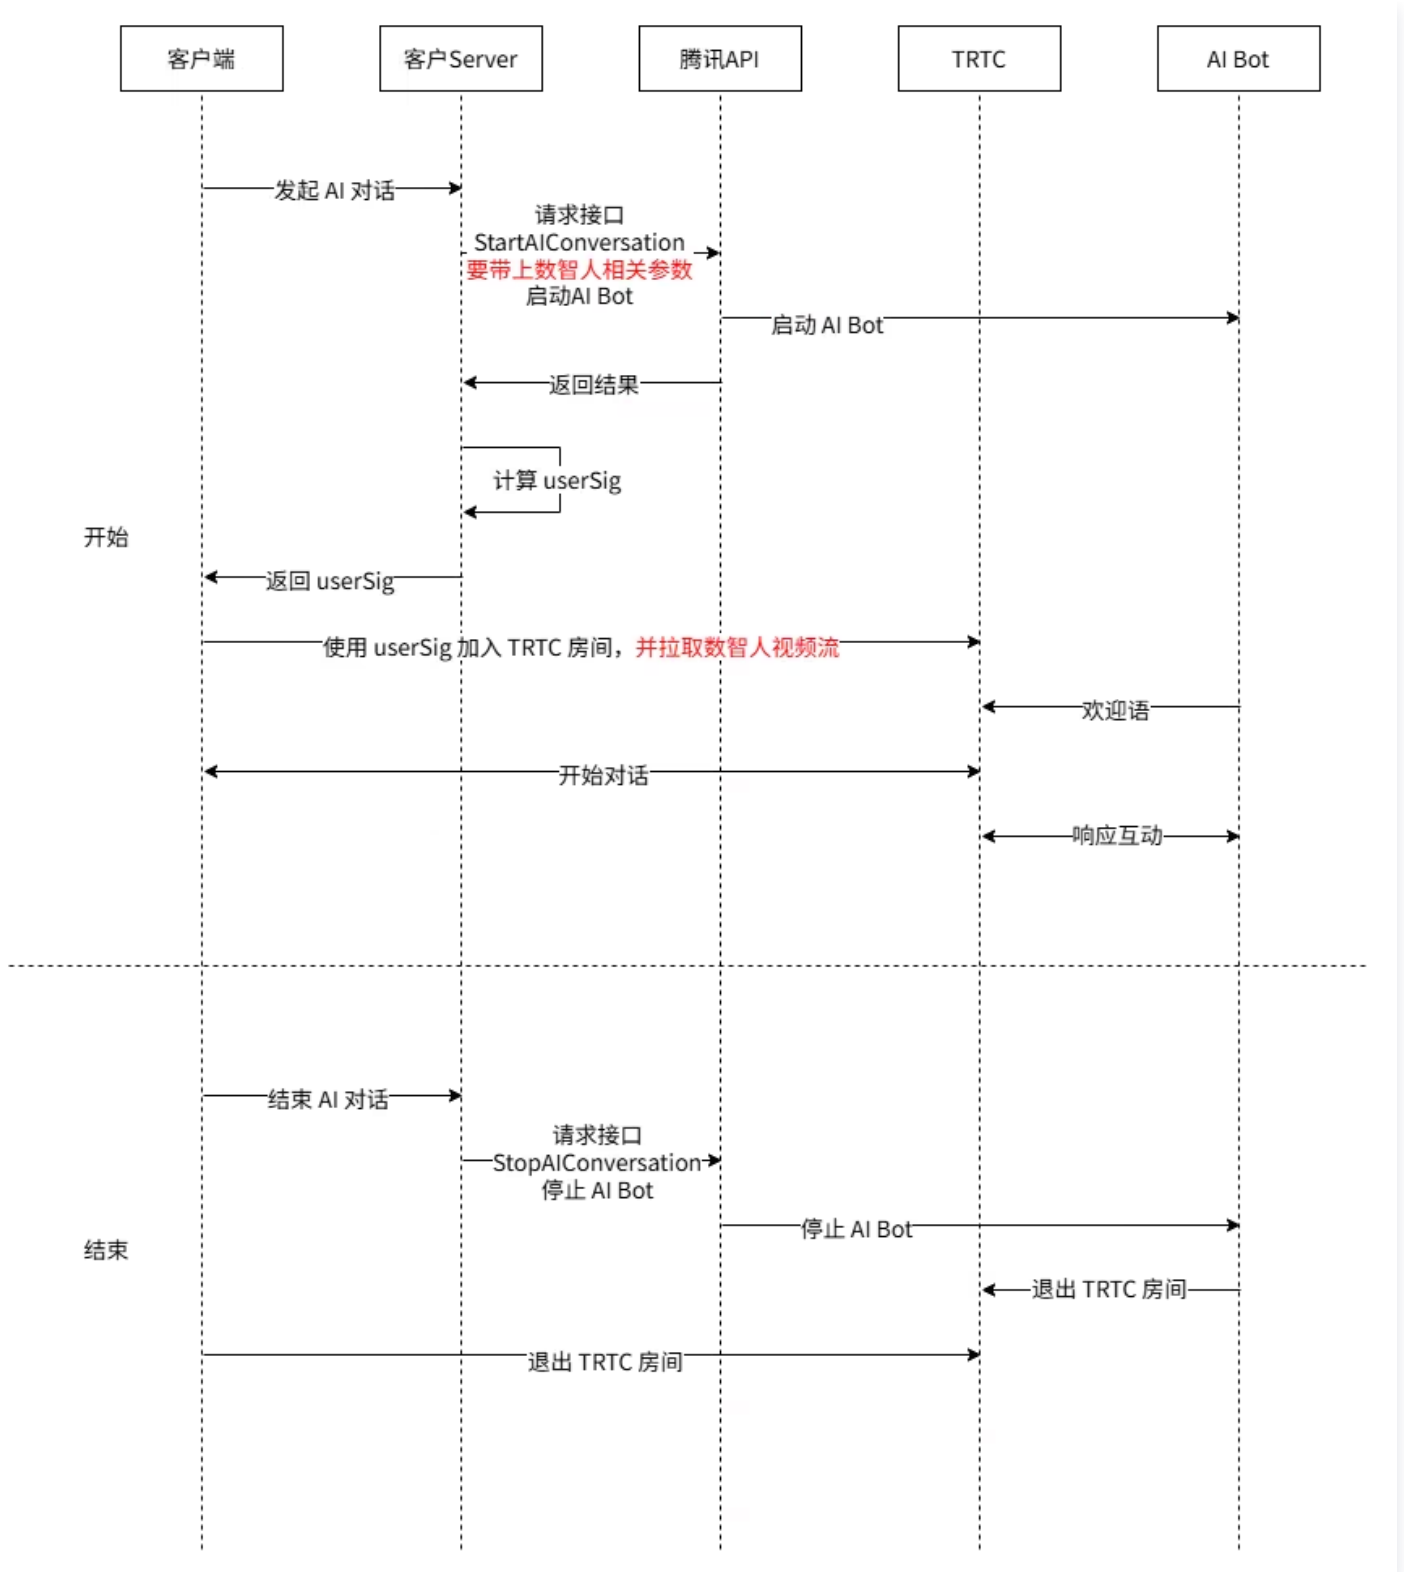 客户端
客户Server
腾讯API
TRTC
AI Bot
发起 AI 对话
请求接口
StartAIConversation
要带上数智人相关参数
启动AI Bot
启动 AI Bot
返回结果
计算 userSig
开始
返回 userSig
使用 userSig 加入 TRTC 房间，并拉取数智人视频流
欢迎语
开始对话
响应互动
结束 AI 对话
请求接口
StopAIConversation
停止 AI Bot
停止 AI Bot
结束
退出 TRTC 房间
退出 TRTC 房间